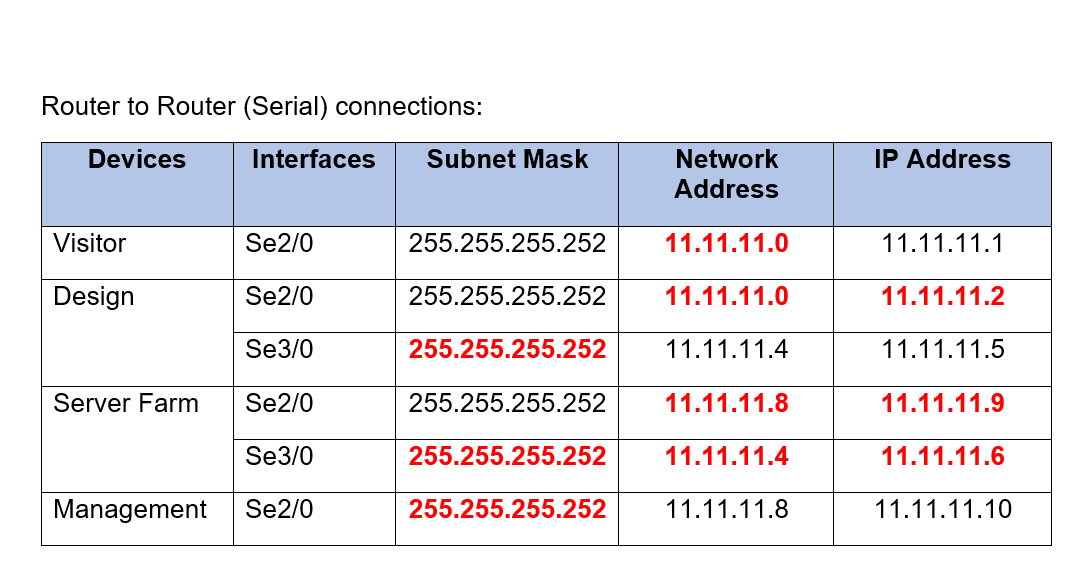 Router to Router (Serial) connections:
Devices Interfaces Subnet Mask Network Address IP Address
Visitor Se2/0 255.255.255.252 11.11.11.0 11.11.11.1
Design Se2/0 255.255.255.252 11.11.11.0 11.11.11.2
Se3/0 255.255.255.252 11.11.11.4 11.11.11.5
Server Farm Se2/0 255.255.255.252 11.11.11.8 11.11.11.9
Se3/0 255.255.255.252 11.11.11.4 11.11.11.6
Management Se2/0 255.255.255.252 11.11.11.8 11.11.11.10